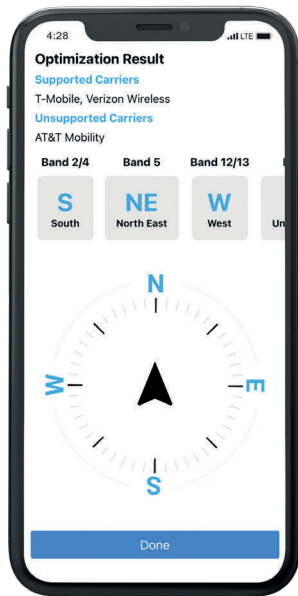 4:28
LTE
Optimization Result
Supported Carriers
T-Mobile, Verizon Wireless
Unsupported Carriers
AT&T Mobility
Band 2/4 Band 5 Band 12/13
S NE W
South North East West Un
N
W E
S
Done